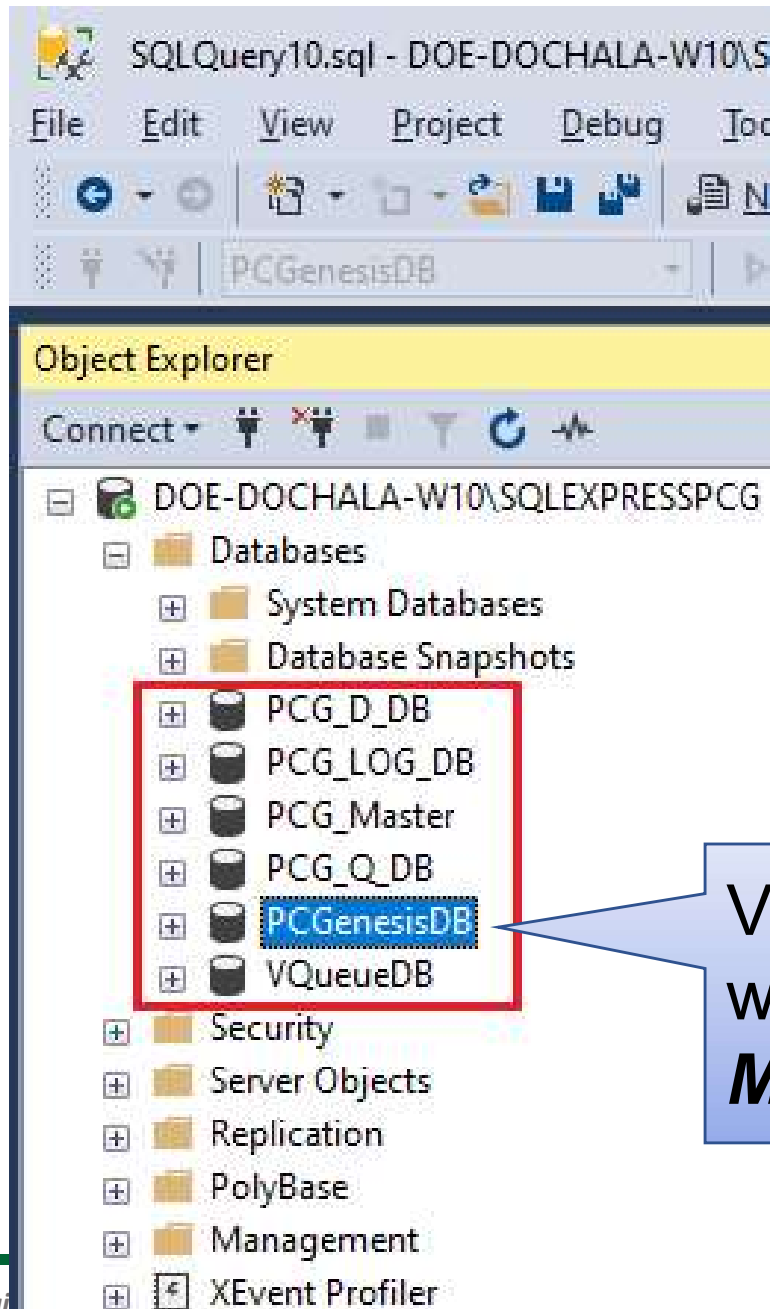 SQLQuery10.sql - DOE-DOCHALA-W10\S
File Edit View Project Debug Too
N
PCGenesisDB
Object Explorer
Connect
DOE-DOCHALA-W10\SQLEXPRESSPCG
Databases
System Databases
Database Snapshots
PCG_D_DB
PCG_LOG_DB
PCG_Master
PCG_Q_DB
PCGenesisDB
VQueueDB
V
w
M
Security
Server Objects
Replication
PolyBase
Management
XEvent Profiler